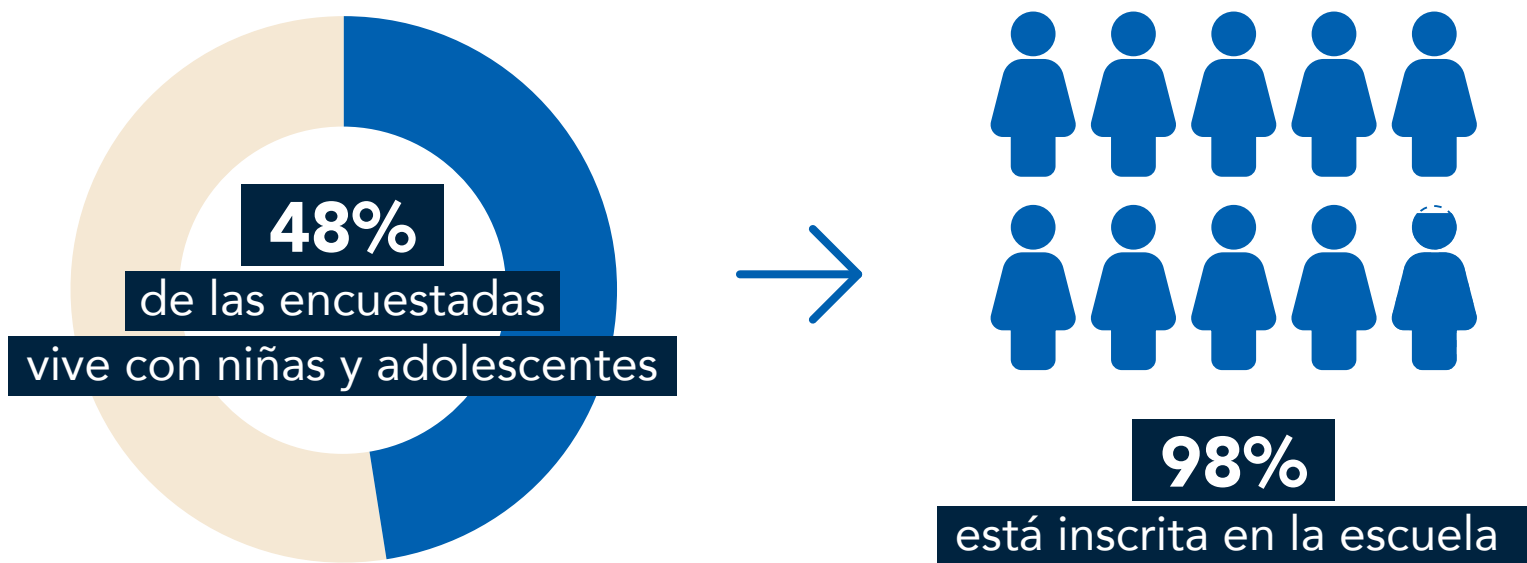 48%
de las encuestadas
vive con niñas y adolescentes
98%
está inscrita en la escuela